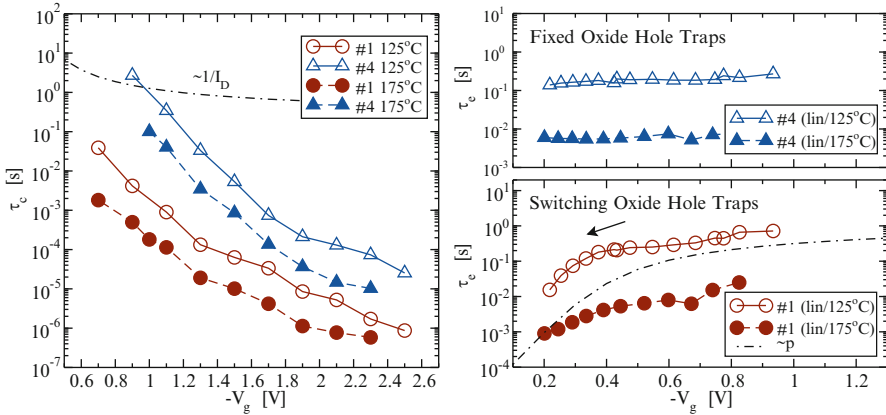 10^2
10^1
10^0
10^-1
10^-2
10^-3
10^-4
10^-5
10^-6
10^-7
τc [s]
~1/I_D
#1 125°C
#4 125°C
#1 175°C
#4 175°C
0.6 0.8 1 1.2 1.4 1.6 1.8 2 2.2 2.4 2.6
-Vg [V]
Fixed Oxide Hole Traps
10^2
10^1
10^0
10^-1
10^-2
10^-3
τe [s]
#4 (lin/125°C)
#4 (lin/175°C)
Switching Oxide Hole Traps
10^1
10^0
10^-1
10^-2
10^-3
10^-4
τe [s]
#1 (lin/125°C)
#1 (lin/175°C)
~p
0.2 0.4 0.6 0.8 1 1.2
-Vg [V]